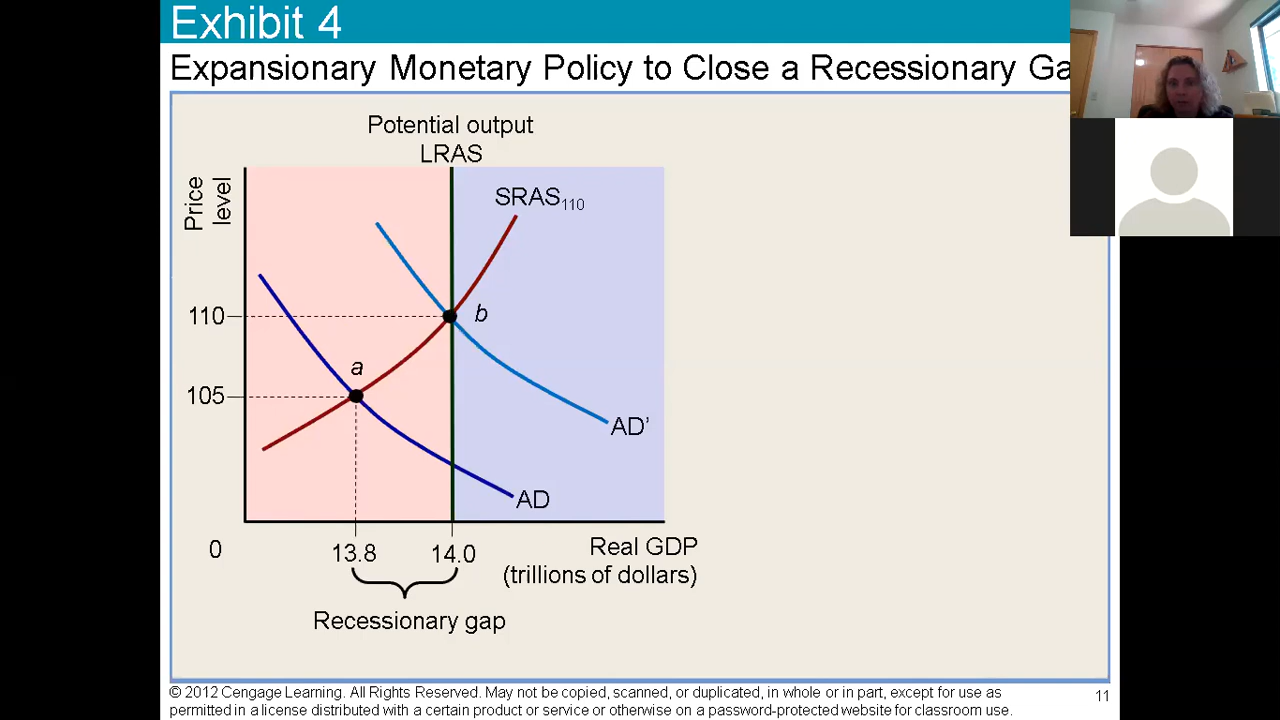 Exhibit 4
Expansionary Monetary Policy to Close a Recessionary Ga
Potential output
LRAS
Price
level
SRAS110
110
b
a
105
AD’
AD
0
13.8
14.0
Real GDP
(trillions of dollars)
Recessionary gap
© 2012 Cengage Learning. All Rights Reserved. May not be copied, scanned, or duplicated, in whole or in part, except for use as
permitted in a license distributed with a certain product or service or otherwise on a password-protected website for classroom use.
11